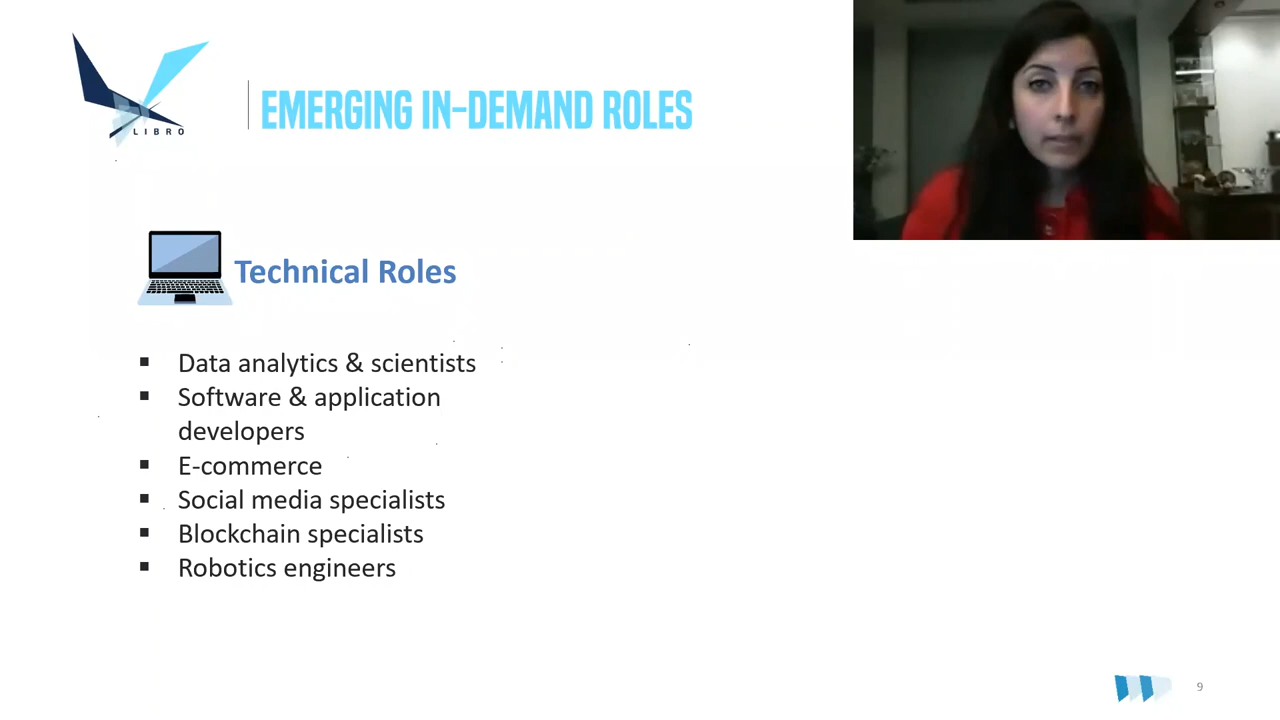 LIBRO
EMERGING IN-DEMAND ROLES
Technical Roles
▪ Data analytics & scientists
▪ Software & application
developers
▪ E-commerce
▪ Social media specialists
▪ Blockchain specialists
▪ Robotics engineers
9